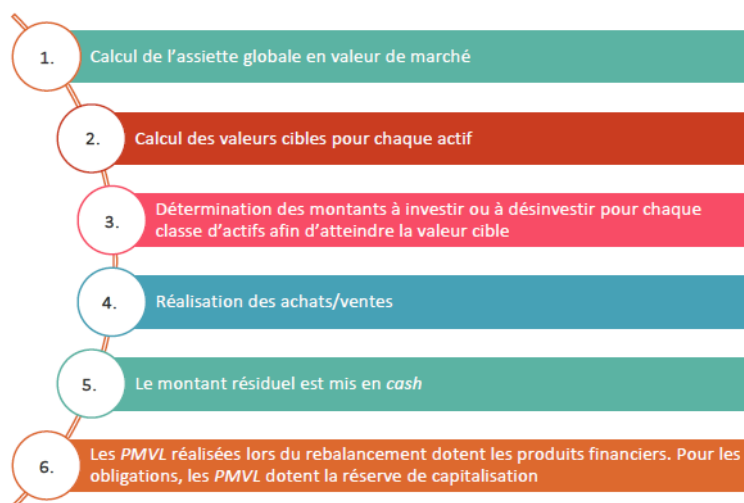 1. Calcul de l’assiette globale en valeur de marché
2. Calcul des valeurs cibles pour chaque actif
3. Détermination des montants à investir ou à désinvestir pour chaque
classe d’actifs afin d’atteindre la valeur cible
4. Réalisation des achats/ventes
5. Le montant résiduel est mis en cash
6. Les PMVL réalisées lors du rebalancement dotent les produits financiers. Pour les
obligations, les PMVL dotent la réserve de capitalisation